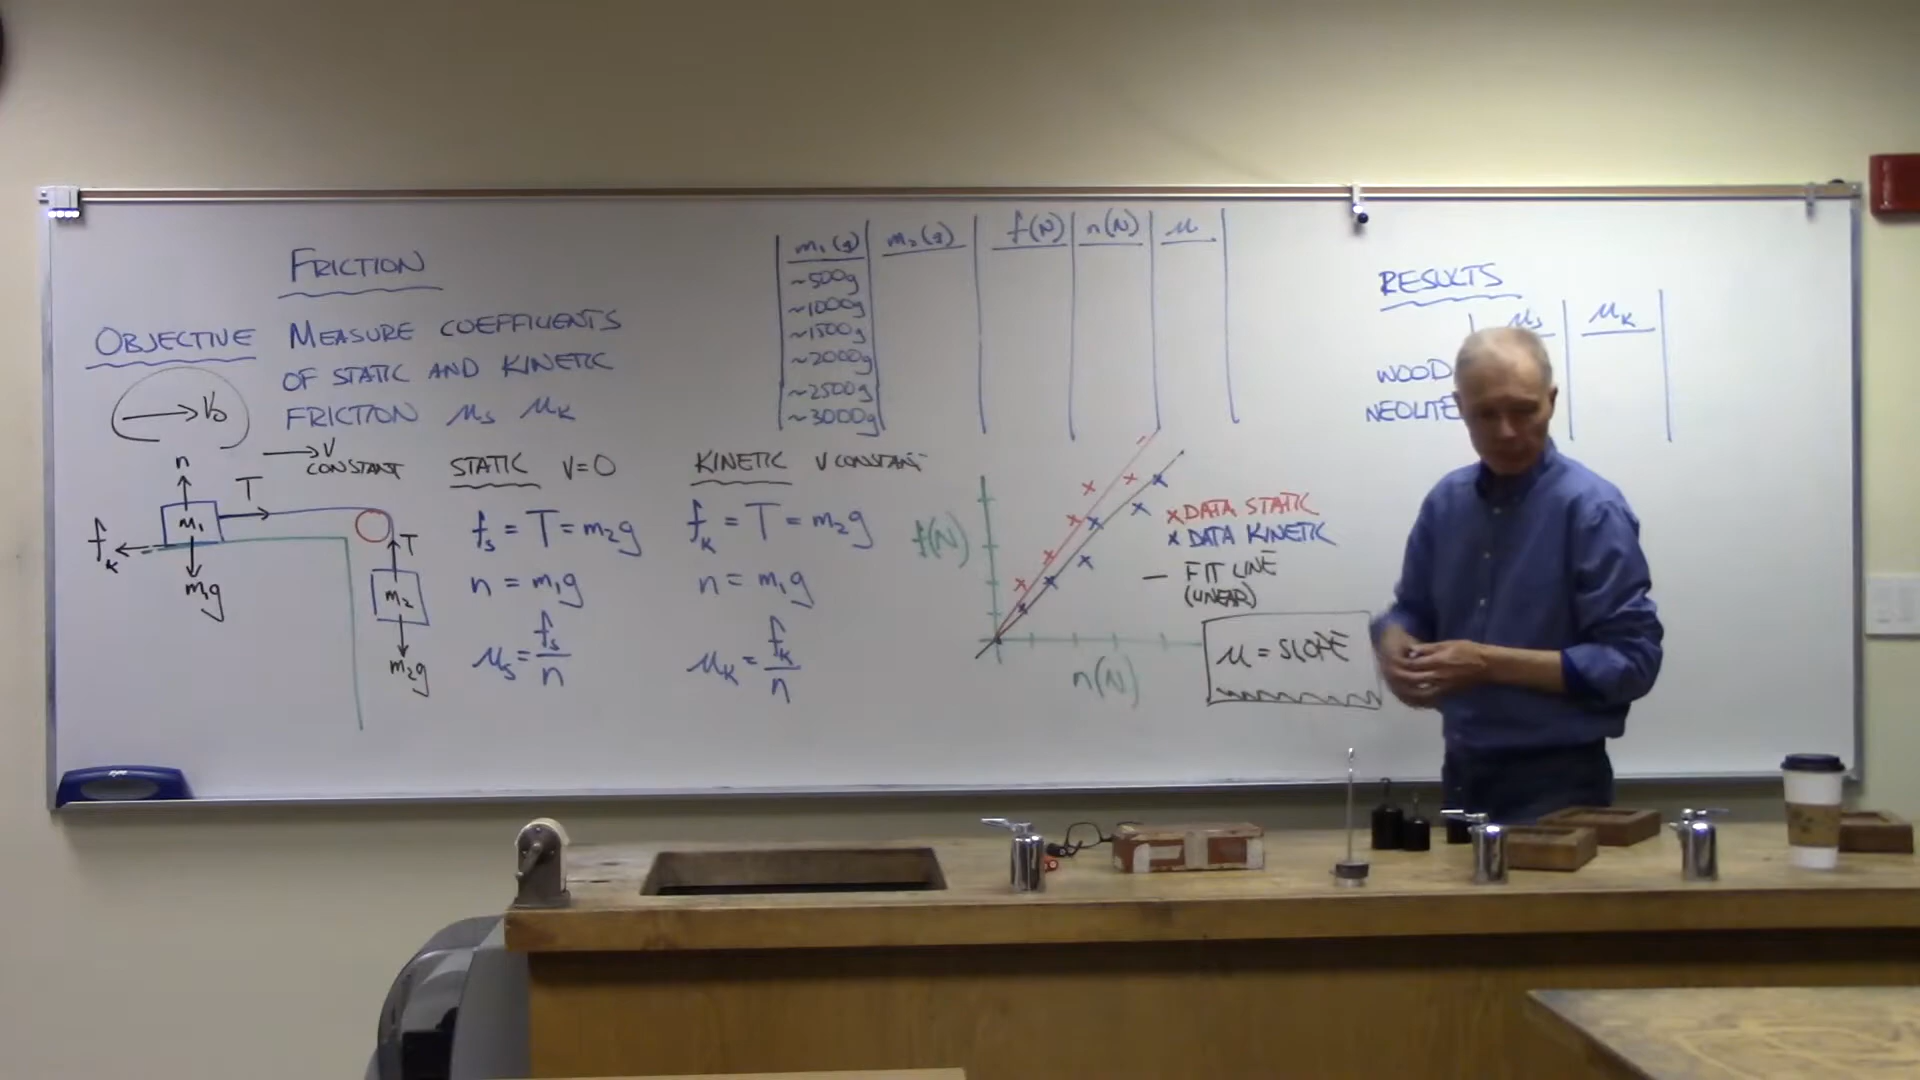 FRICTION
OBJECTIVE MEASURE COEFFICIENTS
OF STATIC AND KINETIC
FRICTION μs μK
V₀
V
CONSTANT
n
T
m₁
fK
m₁g
T
m₂
m₂g
STATIC V=0
fs = T = m₂g
n = m₁g
μs = fs/n
KINETIC V CONSTANT
fK = T = m₂g
n = m₁g
μK = fK/n
m₁(g) m₂(g) f(N) n(N) μ
~500g
~1000g
~1500g
~2000g
~2500g
~3000g
f(N)
n(N)
x DATA STATIC
x DATA KINETIC
— FIT LINE
(LINEAR)
μ = SLOPE
RESULTS
μs μK
WOOD
NEOLITE